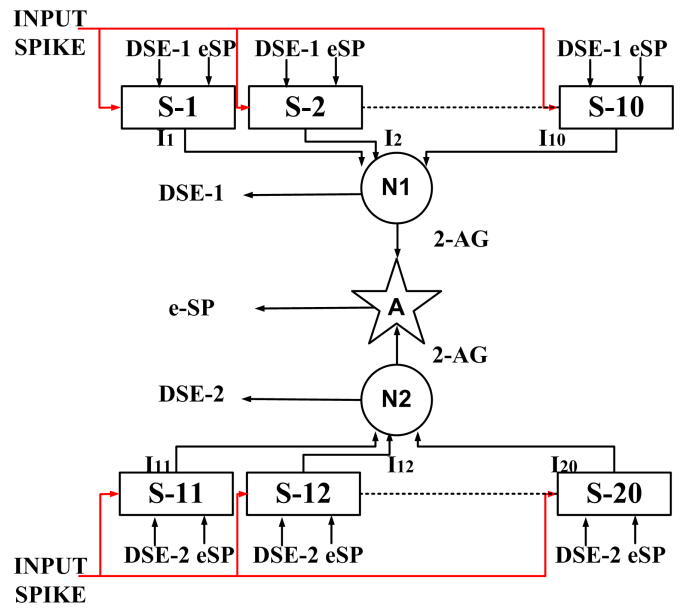 INPUT
SPIKE
DSE-1 eSP DSE-1 eSP DSE-1 eSP
S-1 S-2 S-10
I1 I2 I10
N1
DSE-1
2-AG
A
e-SP
2-AG
N2
DSE-2
I11 I12 I20
S-11 S-12 S-20
DSE-2 eSP DSE-2 eSP DSE-2 eSP
INPUT
SPIKE